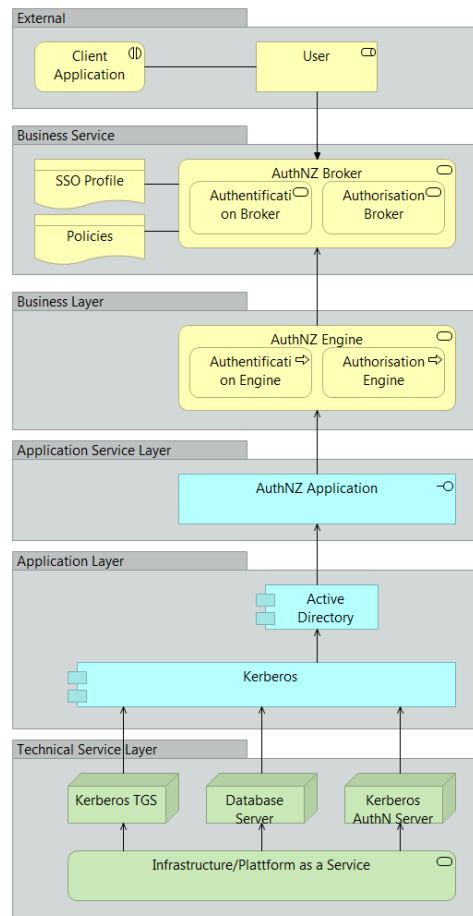 External
Client
Application
User
Business Service
SSO Profile
Policies
AuthNZ Broker
Authentificati
on Broker
Authorisation
Broker
Business Layer
AuthNZ Engine
Authentificati
on Engine
Authorisation
Engine
Application Service Layer
AuthNZ Application
Application Layer
Active
Directory
Kerberos
Technical Service Layer
Kerberos TGS
Database
Server
Kerberos
AuthN Server
Infrastructure/Plattform as a Service